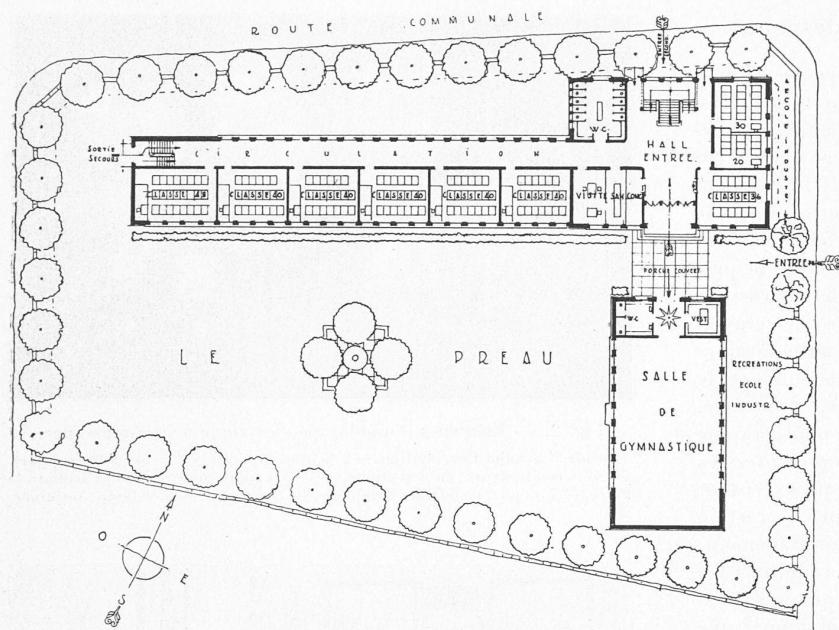 ROUTE COMMUNALE
W.C.
HALL
ENTREE.
30
20
ECOLE INDUSTR.
SORTIE
SECOURS
CIRCULATION
CLASSE 48
CLASSE 40
CLASSE 40
CLASSE 40
CLASSE 40
CLASSE 40
VISITE SAN. CONC.
CLASSE 36
ENTREE
PORCHE COUVERT
W.C.
VEST.
LE PREAU
SALLE
DE
GYMNASTIQUE
RECREATIONS
ECOLE
INDUSTR.
N
O
E
S